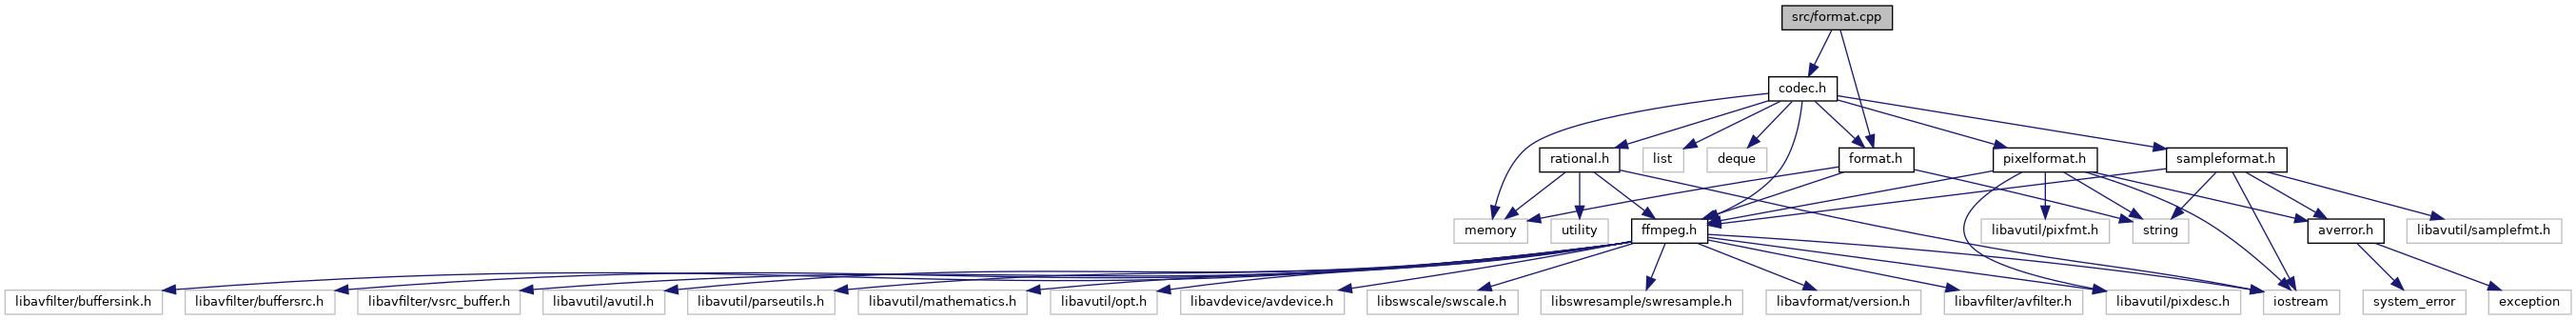 src/format.cpp
codec.h
rational.h
list
deque
format.h
pixelformat.h
sampleformat.h
memory
utility
ffmpeg.h
libavutil/pixfmt.h
string
averror.h
libavutil/samplefmt.h
libavfilter/buffersink.h
libavfilter/buffersrc.h
libavfilter/vsrc_buffer.h
libavutil/avutil.h
libavutil/parseutils.h
libavutil/mathematics.h
libavutil/opt.h
libavdevice/avdevice.h
libswscale/swscale.h
libswresample/swresample.h
libavformat/version.h
libavfilter/avfilter.h
libavutil/pixdesc.h
iostream
system_error
exception